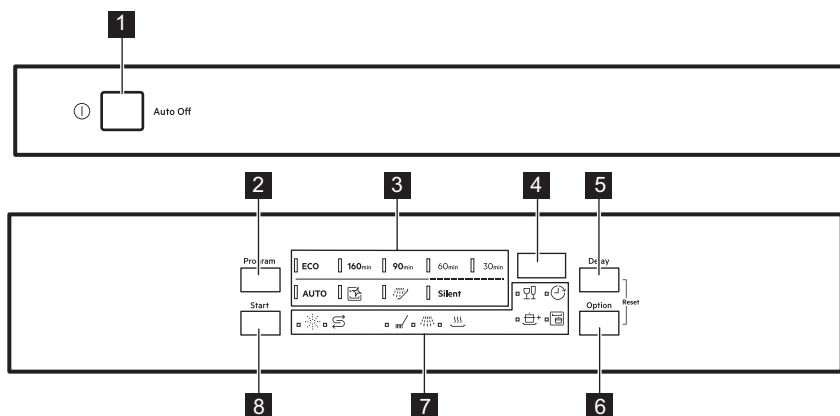 1
Auto Off
2
3
4
5
Program
ECO 160min 90min 60min 30min
Delay
AUTO Silent
Start
Option
Reset
8
7
6